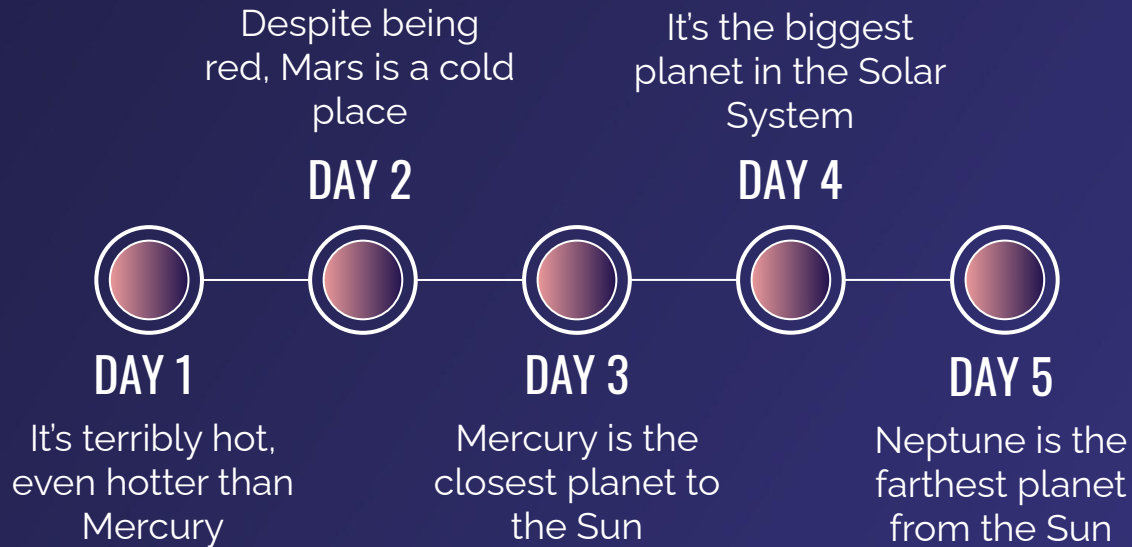 Despite being
red, Mars is a cold
place
DAY 2
It’s the biggest
planet in the Solar
System
DAY 4
DAY 1
It’s terribly hot,
even hotter than
Mercury
DAY 3
Mercury is the
closest planet to
the Sun
DAY 5
Neptune is the
farthest planet
from the Sun